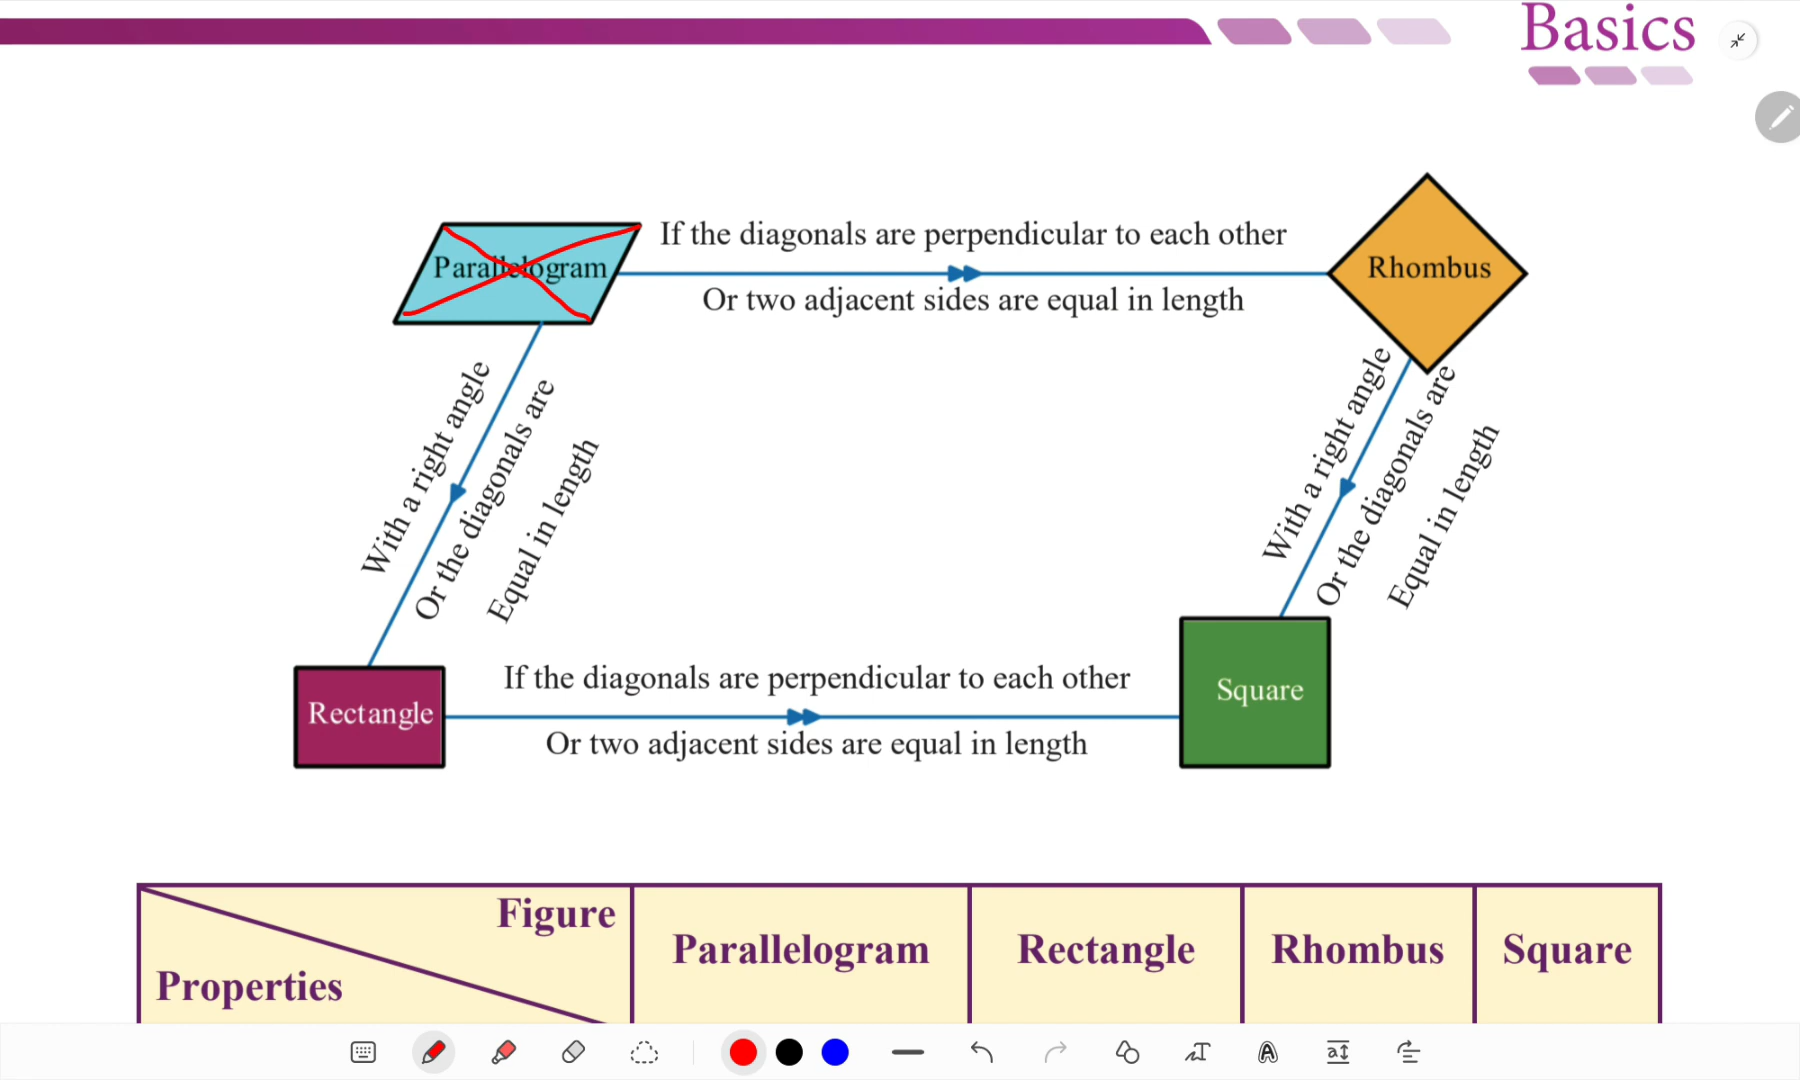 Basics
If the diagonals are perpendicular to each other
Parallelogram
Rhombus
Or two adjacent sides are equal in length
With a right angle
Or the diagonals are
Equal in length
With a right angle
Or the diagonals are
Equal in length
If the diagonals are perpendicular to each other
Rectangle
Square
Or two adjacent sides are equal in length
Figure
Properties
Parallelogram
Rectangle
Rhombus
Square